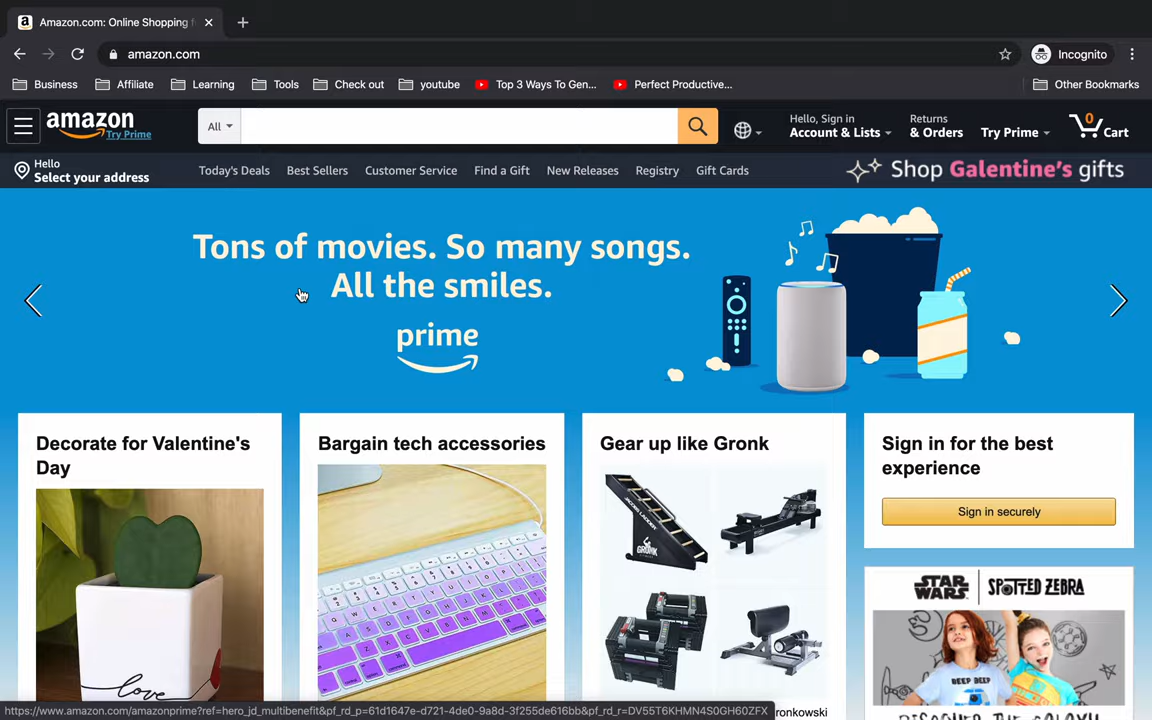 Amazon.com: Online Shopping f
amazon.com
Incognito
Business
Affiliate
Learning
Tools
Check out
youtube
Top 3 Ways To Gen...
Perfect Productive...
Other Bookmarks
amazon
Try Prime
All
Hello, Sign in
Account & Lists
Returns
& Orders
Try Prime
0
Cart
Hello
Select your address
Today's Deals
Best Sellers
Customer Service
Find a Gift
New Releases
Registry
Gift Cards
Shop Galentine's gifts
Tons of movies. So many songs.
All the smiles.
prime
Decorate for Valentine's
Day
love
Bargain tech accessories
Gear up like Gronk
GRONK
Sign in for the best
experience
Sign in securely
STAR WARS
SPOTTED ZEBRA
BEEP BEEP
https://www.amazon.com/amazonprime?ref=hero_jd_multibenefit&pf_rd_p=61d1647e-d721-4de0-9a8d-3f255de616bb&pf_rd_r=DV55T6KHMN4S0GH60ZFX
ronkowski